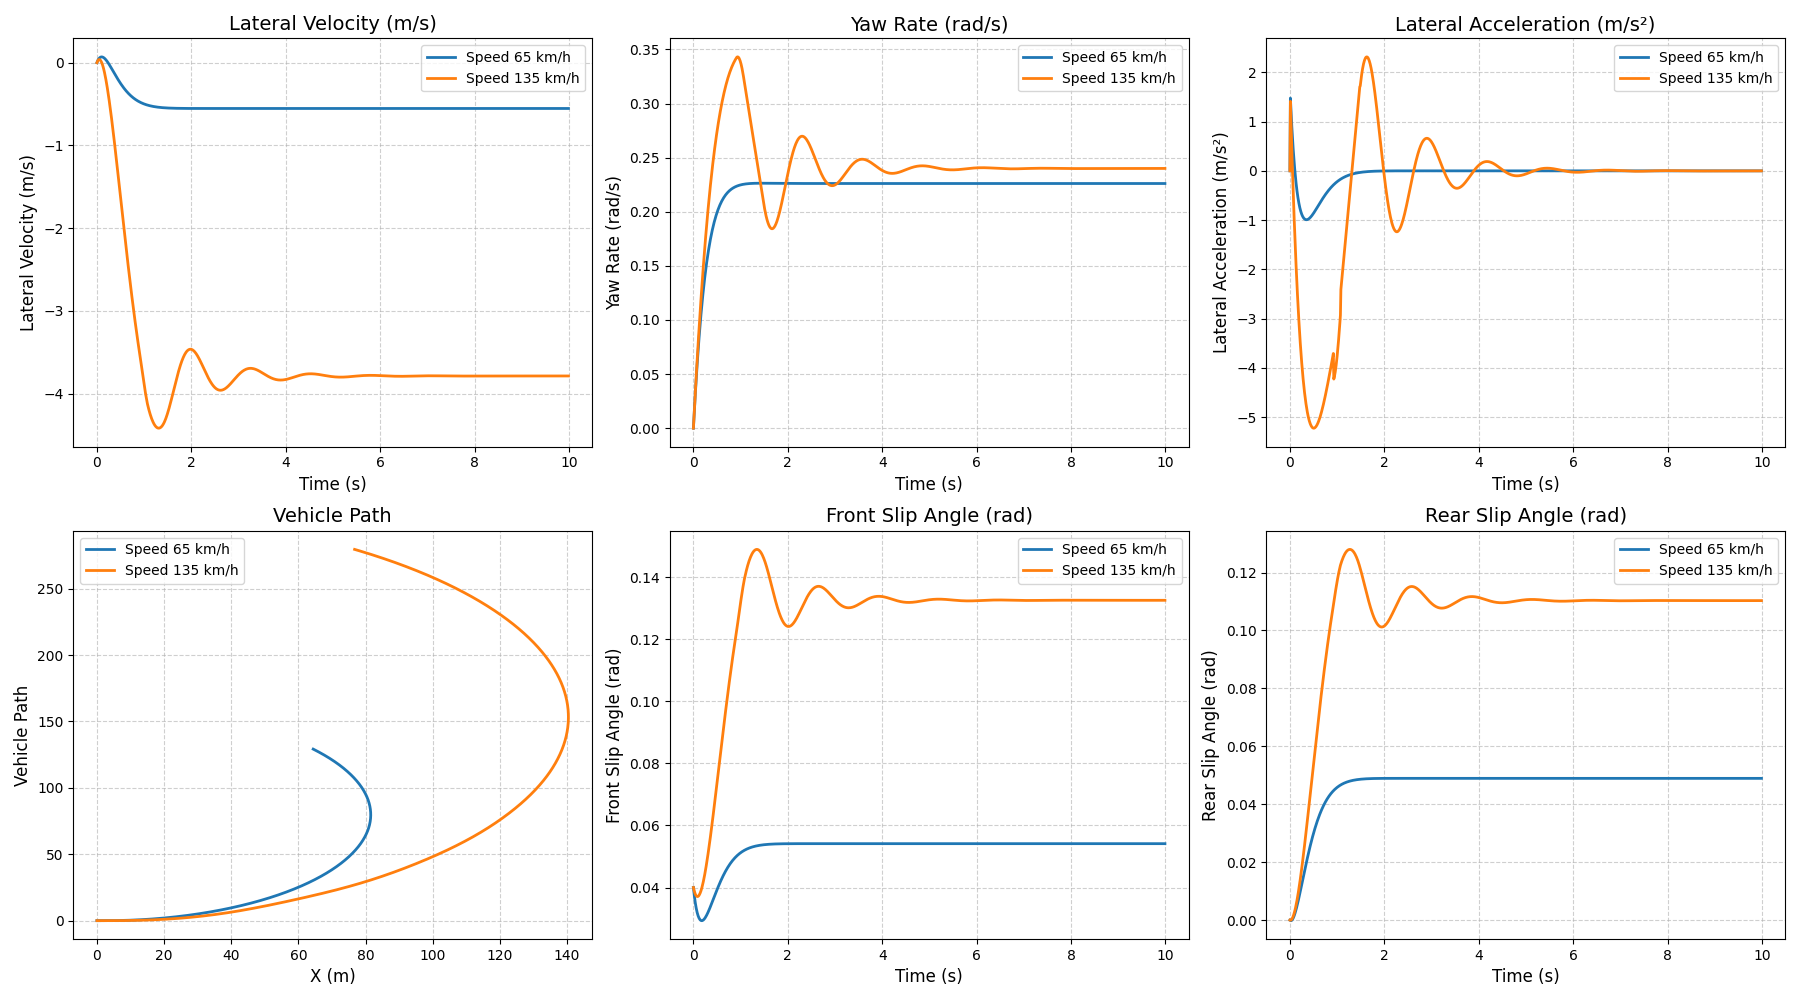 Lateral Velocity (m/s)
Lateral Velocity (m/s)
0
−1
−2
−3
−4
Speed 65 km/h
Speed 135 km/h
0 2 4 6 8 10
Time (s)
Yaw Rate (rad/s)
Yaw Rate (rad/s)
0.35
0.30
0.25
0.20
0.15
0.10
0.05
0.00
Speed 65 km/h
Speed 135 km/h
0 2 4 6 8 10
Time (s)
Lateral Acceleration (m/s²)
Lateral Acceleration (m/s²)
2
1
0
−1
−2
−3
−4
−5
Speed 65 km/h
Speed 135 km/h
0 2 4 6 8 10
Time (s)
Vehicle Path
Vehicle Path
250
200
150
100
50
0
Speed 65 km/h
Speed 135 km/h
0 20 40 60 80 100 120 140
X (m)
Front Slip Angle (rad)
Front Slip Angle (rad)
0.14
0.12
0.10
0.08
0.06
0.04
Speed 65 km/h
Speed 135 km/h
0 2 4 6 8 10
Time (s)
Rear Slip Angle (rad)
Rear Slip Angle (rad)
0.12
0.10
0.08
0.06
0.04
0.02
0.00
Speed 65 km/h
Speed 135 km/h
0 2 4 6 8 10
Time (s)